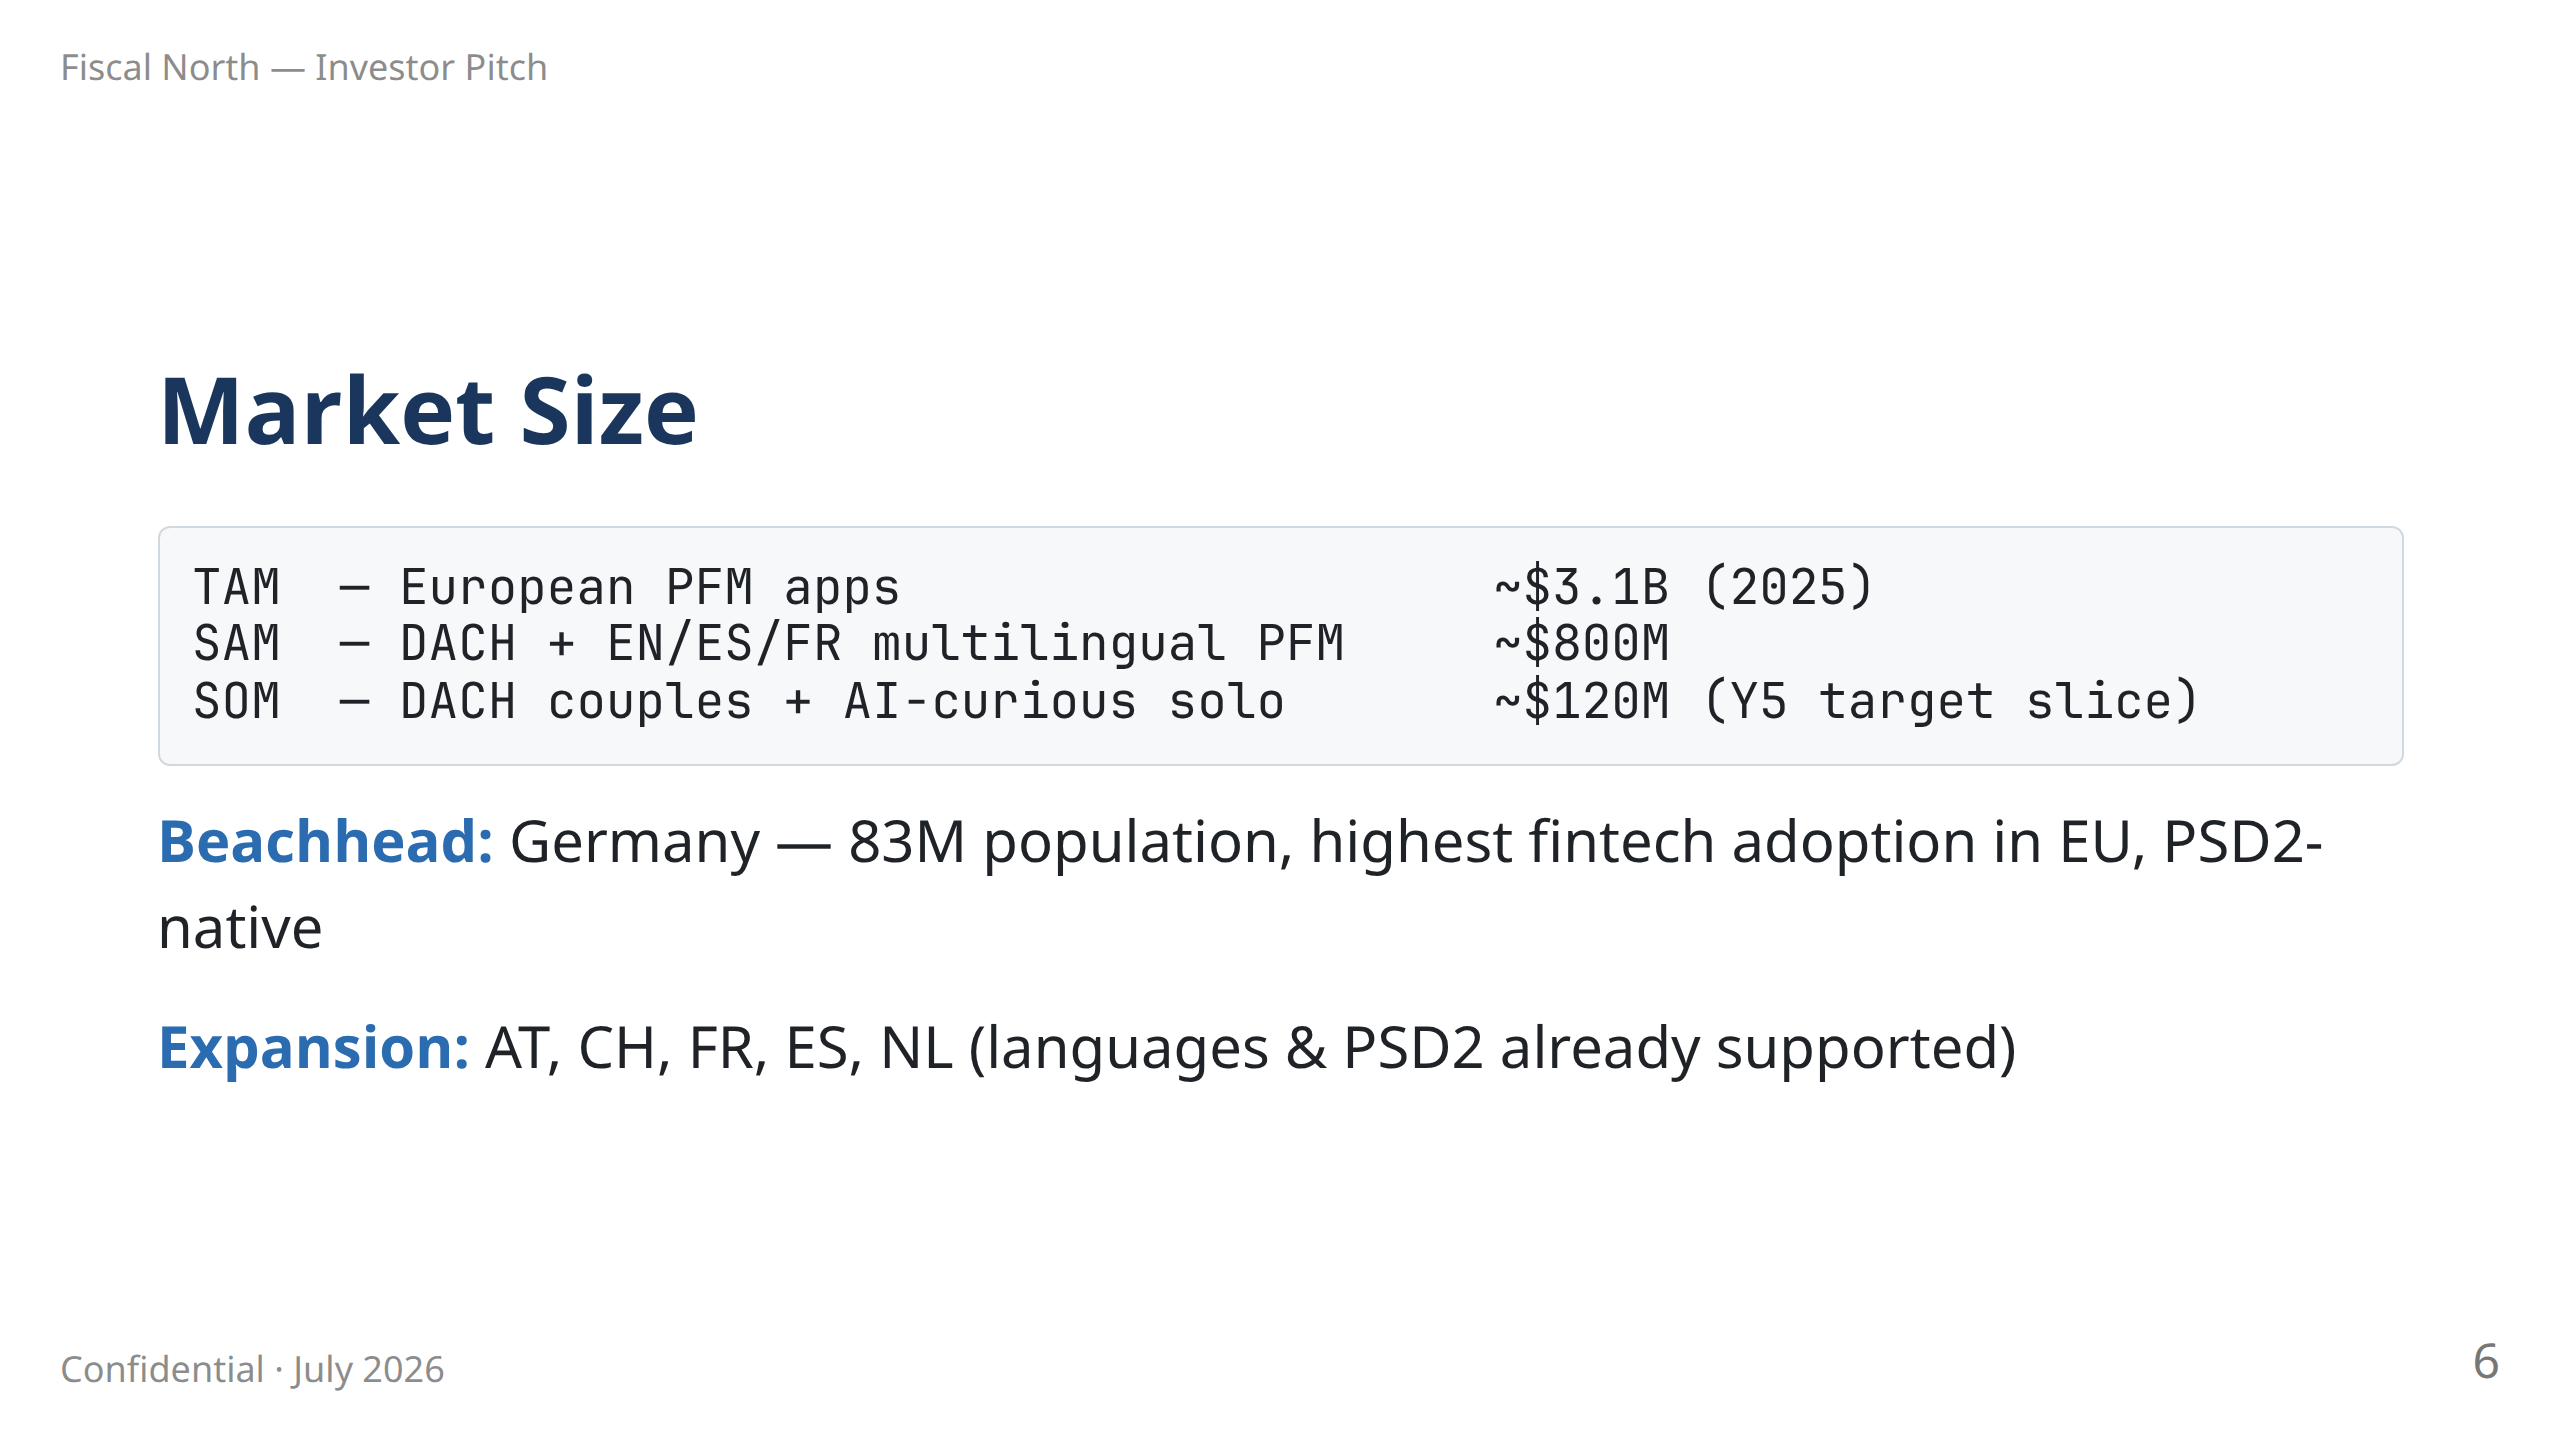 Fiscal North — Investor Pitch
Market Size
TAM  — European PFM apps                    ~$3.1B (2025)
SAM  — DACH + EN/ES/FR multilingual PFM     ~$800M
SOM  — DACH couples + AI-curious solo       ~$120M (Y5 target slice)
Beachhead: Germany — 83M population, highest fintech adoption in EU, PSD2-
native
Expansion: AT, CH, FR, ES, NL (languages & PSD2 already supported)
Confidential · July 2026
6